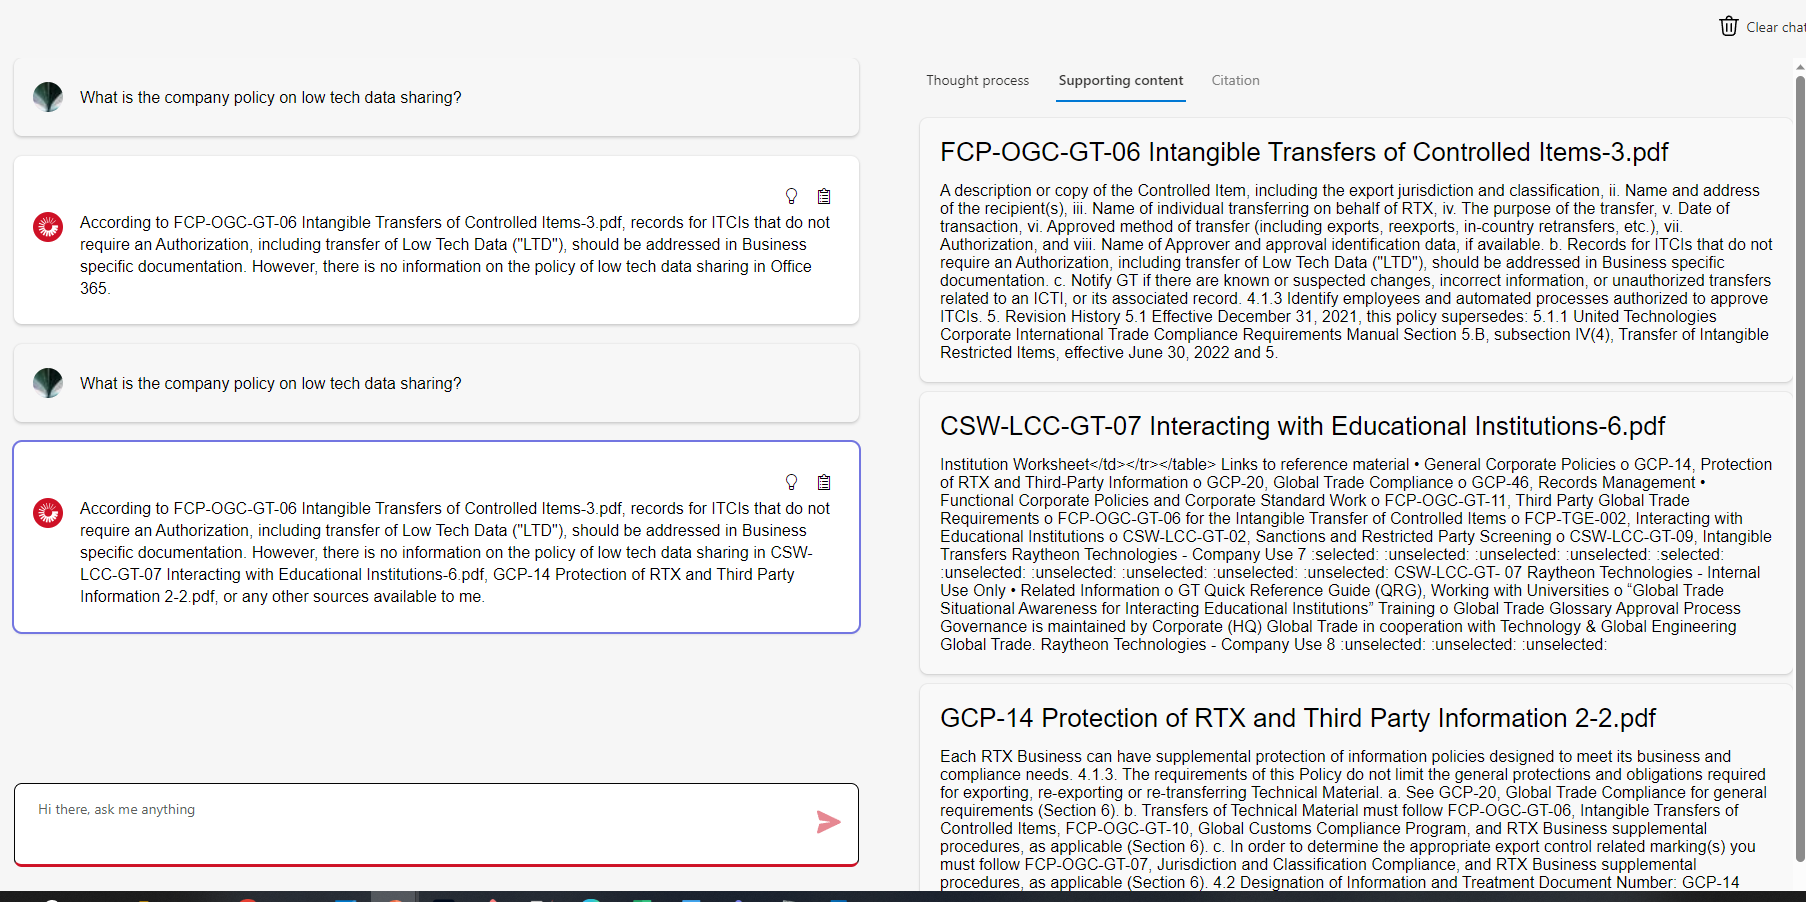 Clear chat
What is the company policy on low tech data sharing?
According to FCP-OGC-GT-06 Intangible Transfers of Controlled Items-3.pdf, records for ITCIs that do not
require an Authorization, including transfer of Low Tech Data ("LTD"), should be addressed in Business
specific documentation. However, there is no information on the policy of low tech data sharing in Office
365.
What is the company policy on low tech data sharing?
According to FCP-OGC-GT-06 Intangible Transfers of Controlled Items-3.pdf, records for ITCIs that do not
require an Authorization, including transfer of Low Tech Data ("LTD"), should be addressed in Business
specific documentation. However, there is no information on the policy of low tech data sharing in CSW-
LCC-GT-07 Interacting with Educational Institutions-6.pdf, GCP-14 Protection of RTX and Third Party
Information 2-2.pdf, or any other sources available to me.
Hi there, ask me anything
Thought process
Supporting content
Citation
FCP-OGC-GT-06 Intangible Transfers of Controlled Items-3.pdf
A description or copy of the Controlled Item, including the export jurisdiction and classification, ii. Name and address
of the recipient(s), iii. Name of individual transferring on behalf of RTX, iv. The purpose of the transfer, v. Date of
transaction, vi. Approved method of transfer (including exports, reexports, in-country retransfers, etc.), vii.
Authorization, and viii. Name of Approver and approval identification data, if available. b. Records for ITCIs that do not
require an Authorization, including transfer of Low Tech Data ("LTD"), should be addressed in Business specific
documentation. c. Notify GT if there are known or suspected changes, incorrect information, or unauthorized transfers
related to an ICTI, or its associated record. 4.1.3 Identify employees and automated processes authorized to approve
ITCIs. 5. Revision History 5.1 Effective December 31, 2021, this policy supersedes: 5.1.1 United Technologies
Corporate International Trade Compliance Requirements Manual Section 5.B, subsection IV(4), Transfer of Intangible
Restricted Items, effective June 30, 2022 and 5.
CSW-LCC-GT-07 Interacting with Educational Institutions-6.pdf
Institution Worksheet</td></tr></table> Links to reference material • General Corporate Policies o GCP-14, Protection
of RTX and Third-Party Information o GCP-20, Global Trade Compliance o GCP-46, Records Management •
Functional Corporate Policies and Corporate Standard Work o FCP-OGC-GT-11, Third Party Global Trade
Requirements o FCP-OGC-GT-06 for the Intangible Transfer of Controlled Items o FCP-TGE-002, Interacting with
Educational Institutions o CSW-LCC-GT-02, Sanctions and Restricted Party Screening o CSW-LCC-GT-09, Intangible
Transfers Raytheon Technologies - Company Use 7 :selected: :unselected: :unselected: :unselected: :selected:
:unselected: :unselected: :unselected: :unselected: :unselected: CSW-LCC-GT- 07 Raytheon Technologies - Internal
Use Only • Related Information o GT Quick Reference Guide (QRG), Working with Universities o “Global Trade
Situational Awareness for Interacting Educational Institutions” Training o Global Trade Glossary Approval Process
Governance is maintained by Corporate (HQ) Global Trade in cooperation with Technology & Global Engineering
Global Trade. Raytheon Technologies - Company Use 8 :unselected: :unselected: :unselected:
GCP-14 Protection of RTX and Third Party Information 2-2.pdf
Each RTX Business can have supplemental protection of information policies designed to meet its business and
compliance needs. 4.1.3. The requirements of this Policy do not limit the general protections and obligations required
for exporting, re-exporting or re-transferring Technical Material. a. See GCP-20, Global Trade Compliance for general
requirements (Section 6). b. Transfers of Technical Material must follow FCP-OGC-GT-06, Intangible Transfers of
Controlled Items, FCP-OGC-GT-10, Global Customs Compliance Program, and RTX Business supplemental
procedures, as applicable (Section 6). c. In order to determine the appropriate export control related marking(s) you
must follow FCP-OGC-GT-07, Jurisdiction and Classification Compliance, and RTX Business supplemental
procedures, as applicable (Section 6). 4.2 Designation of Information and Treatment Document Number: GCP-14